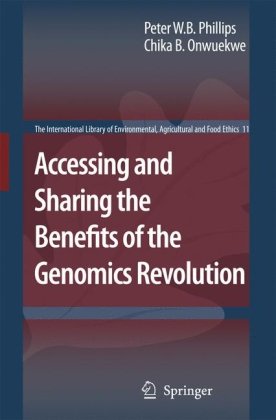 Peter W.B. Phillips
Chika B. Onwuekwe
The International Library of Environmental, Agricultural and Food Ethics 11
Accessing and
Sharing the
Benefits of the
Genomics Revolution
Springer